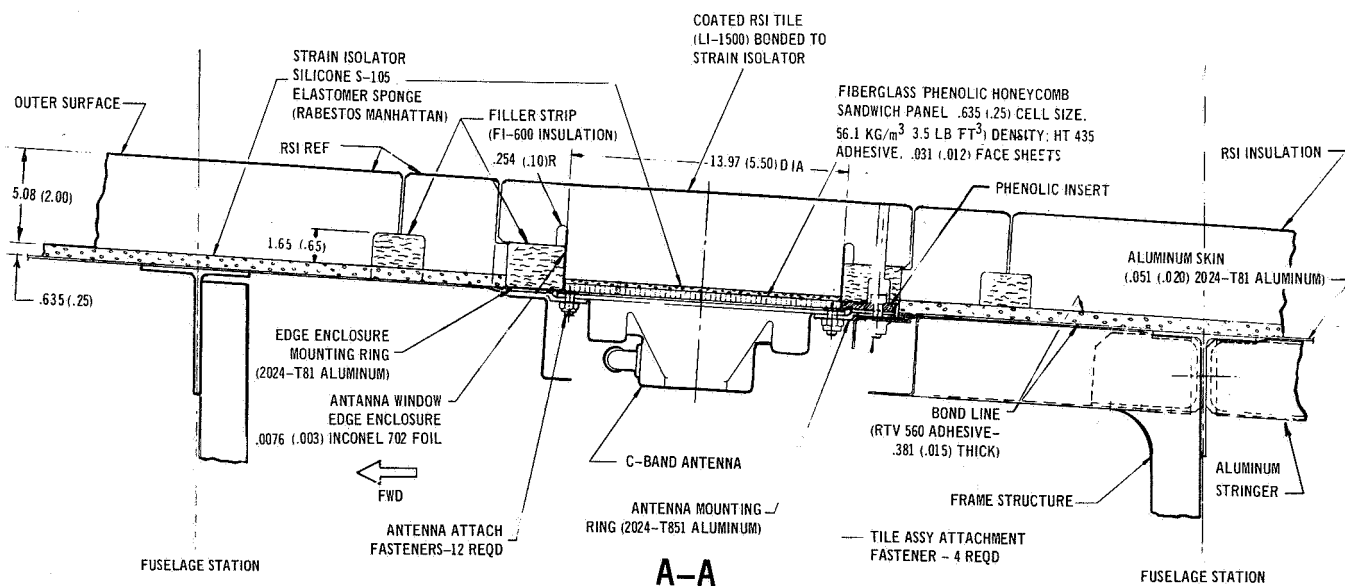 COATED RSI TILE
(LI-1500) BONDED TO
STRAIN ISOLATOR
STRAIN ISOLATOR
SILICONE S-105
ELASTOMER SPONGE
(RABESTOS MANHATTAN)
OUTER SURFACE
RSI REF
FILLER STRIP
(FI-600 INSULATION)
.254 (.10)R
13.97 (5.50) DIA
FIBERGLASS PHENOLIC HONEYCOMB
SANDWICH PANEL .635 (.25) CELL SIZE.
56.1 KG/m3 3.5 LB FT3) DENSITY: HT 435
ADHESIVE. .031 (.012) FACE SHEETS
RSI INSULATION
PHENOLIC INSERT
5.08 (2.00)
1.65 (.65)
.635 (.25)
ALUMINUM SKIN
(.051 (.020) 2024-T81 ALUMINUM)
EDGE ENCLOSURE
MOUNTING RING
(2024-T81 ALUMINUM)
ANTANNA WINDOW
EDGE ENCLOSURE
.0076 (.003) INCONEL 702 FOIL
BOND LINE
(RTV 560 ADHESIVE-
.381 (.015) THICK)
C-BAND ANTENNA
FWD
ANTENNA MOUNTING
RING (2024-T851 ALUMINUM)
FRAME STRUCTURE
ALUMINUM
STRINGER
ANTENNA ATTACH
FASTENERS-12 REQD
TILE ASSY ATTACHMENT
FASTENER - 4 REQD
FUSELAGE STATION
A-A
FUSELAGE STATION